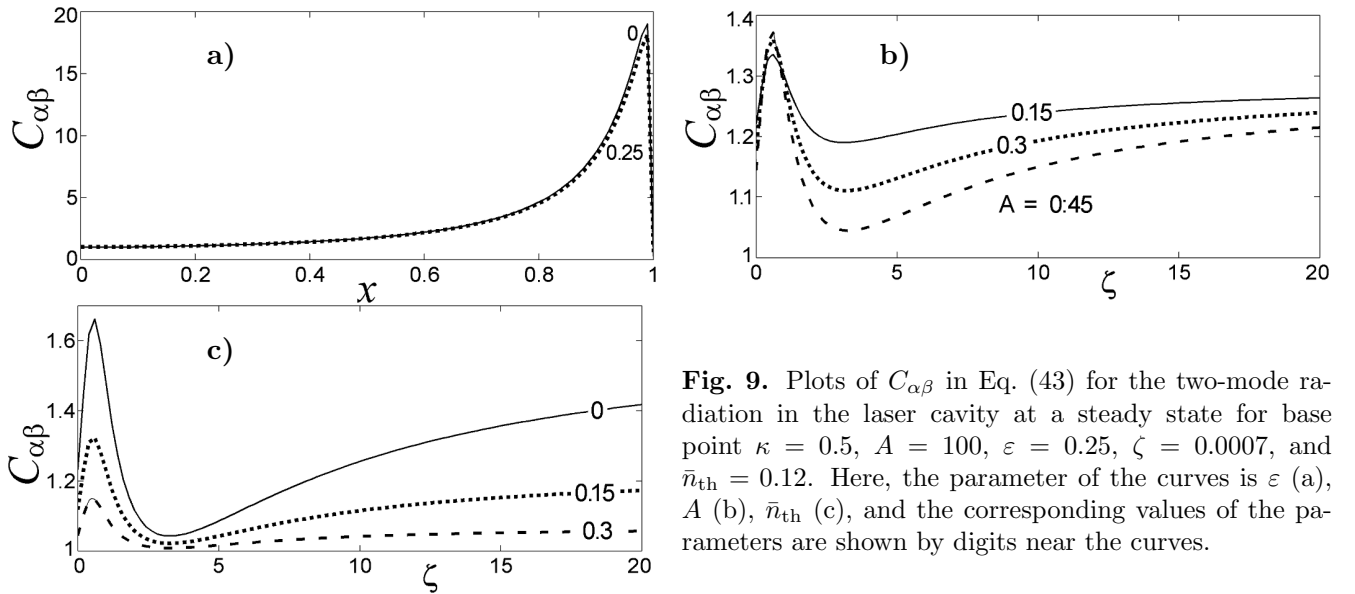 20
15
10
5
0
C_αβ
a)
0
0.25
0
0.2
0.4
0.6
0.8
1
x
1.4
1.3
1.2
1.1
1
C_αβ
b)
0.15
0.3
A = 0:45
0
5
10
15
20
ζ
1.6
1.4
1.2
1
C_αβ
c)
0
0.15
0.3
0
5
10
15
20
ζ
Fig. 9. Plots of C_αβ in Eq. (43) for the two-mode ra-
diation in the laser cavity at a steady state for base
point κ = 0.5, A = 100, ε = 0.25, ζ = 0.0007, and
n̄_th = 0.12. Here, the parameter of the curves is ε (a),
A (b), n̄_th (c), and the corresponding values of the pa-
rameters are shown by digits near the curves.